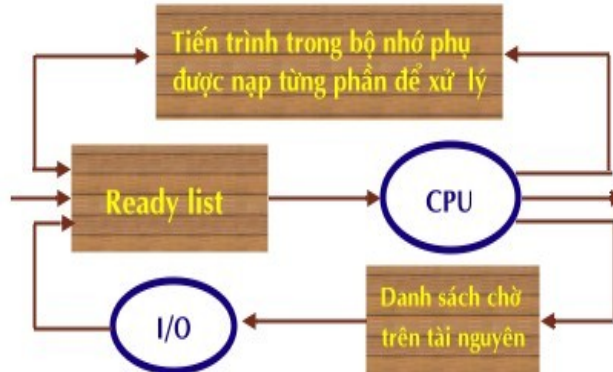 Tiến trình trong bộ nhớ phụ
được nạp từng phần để xử lý
Ready list
CPU
I/O
Danh sách chờ
trên tài nguyên